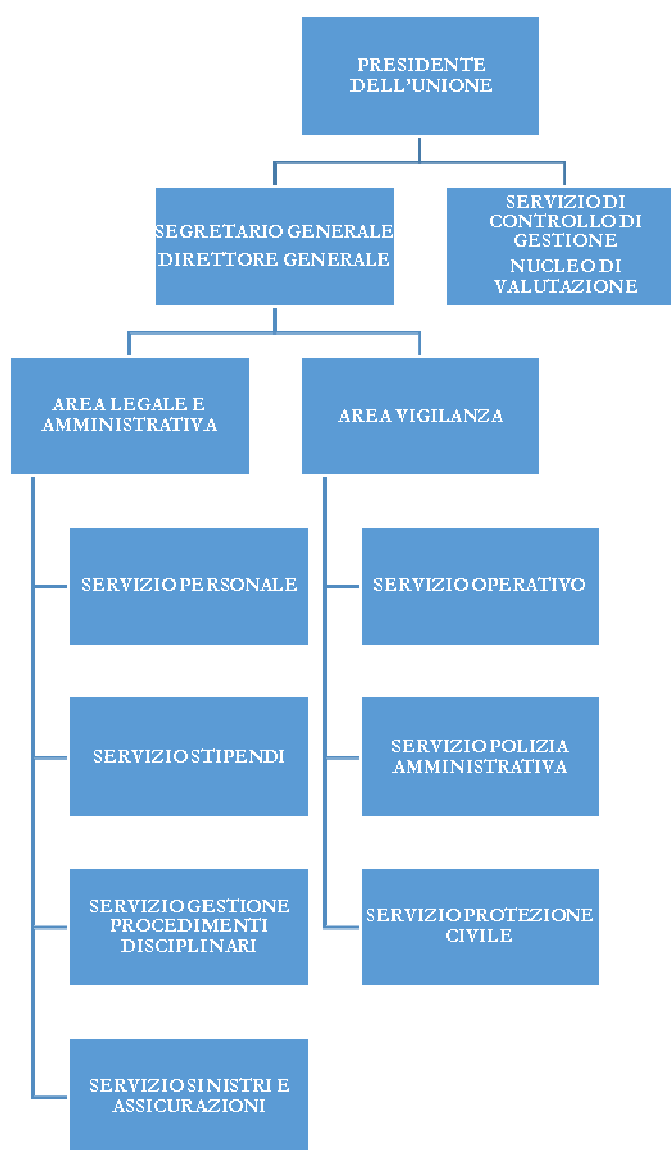 PRESIDENTE
DELL'UNIONE
SEGRETARIO GENERALE
DIRETTORE GENERALE
SERVIZIO DI
CONTROLLO DI
GESTIONE
NUCLEO DI
VALUTAZIONE
AREA LEGALE E
AMMINISTRATIVA
AREA VIGILANZA
SERVIZIO PERSONALE
SERVIZIO OPERATIVO
SERVIZIO STIPENDI
SERVIZIO POLIZIA
AMMINISTRATIVA
SERVIZIO GESTIONE
PROCEDIMENTI
DISCIPLINARI
SERVIZIO PROTEZIONE
CIVILE
SERVIZIO SINISTRI E
ASSICURAZIONI